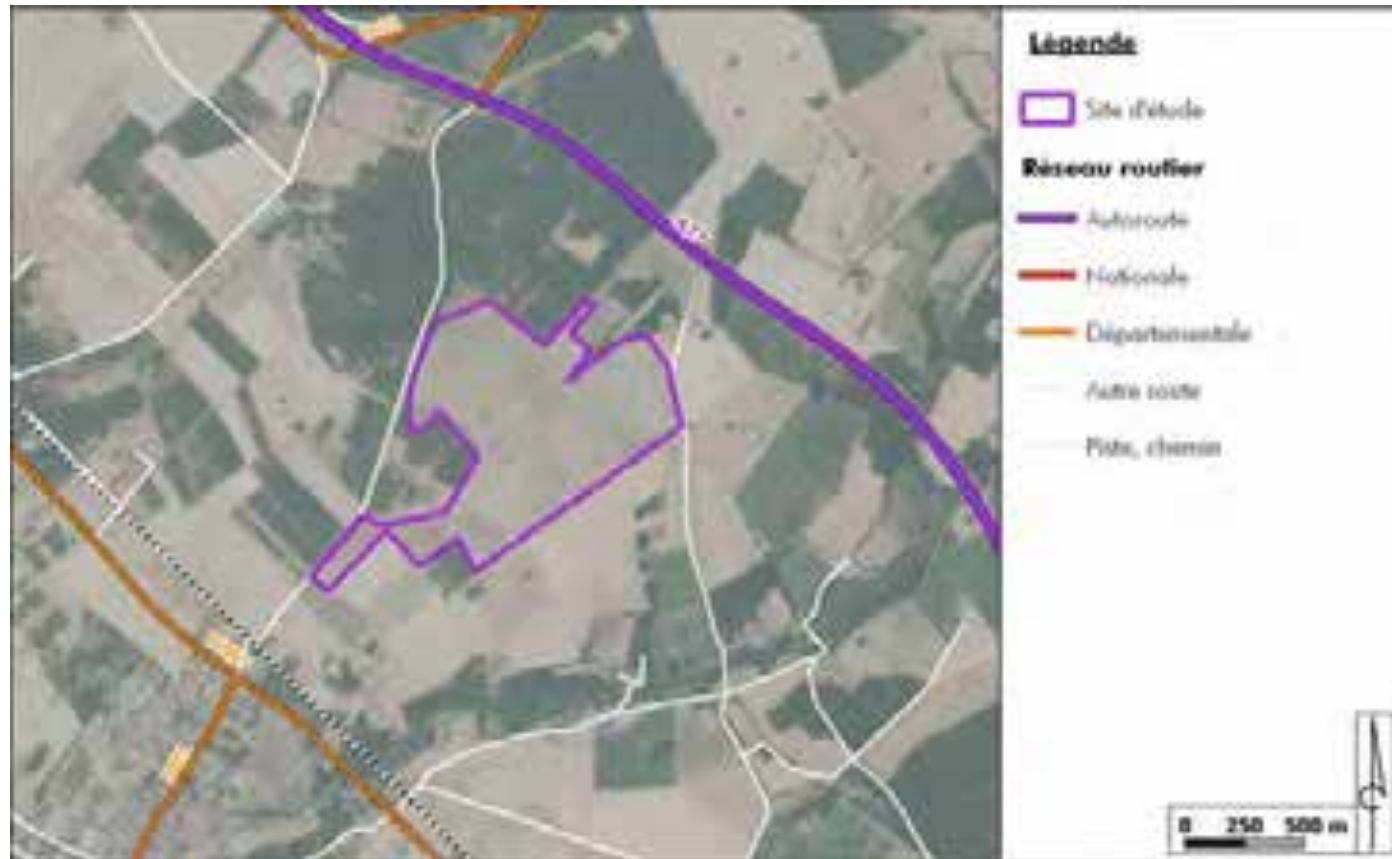 Légende
Site d'étude
Réseau routier
Autoroute
Nationale
Départementale
Autre route
Piste, chemin
0 250 500 m